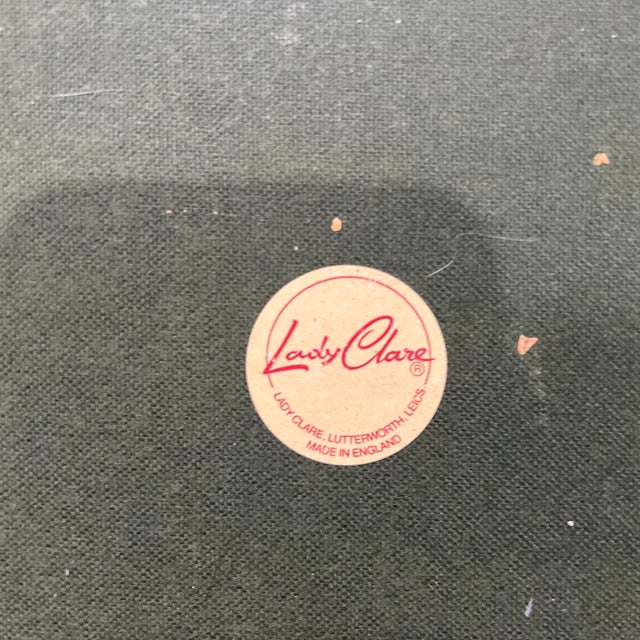 Lady Clare ®
LADY CLARE, LUTTERWORTH, LEICS.
MADE IN ENGLAND